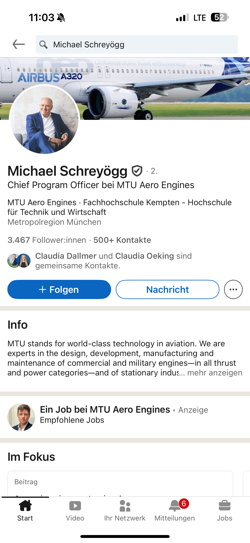 11:03
LTE 52
Michael Schreyögg
AIRBUS A320
Michael Schreyögg · 2.
Chief Program Officer bei MTU Aero Engines
MTU Aero Engines · Fachhochschule Kempten - Hochschule
für Technik und Wirtschaft
Metropolregion München
3.467 Follower:innen · 500+ Kontakte
Claudia Dallmer und Claudia Oeking sind
gemeinsame Kontakte.
+ Folgen
Nachricht
Info
MTU stands for world-class technology in aviation. We are
experts in the design, development, manufacturing and
maintenance of commercial and military engines—in all thrust
and power categories—and of stationary indus... mehr anzeigen
Ein Job bei MTU Aero Engines · Anzeige
Empfohlene Jobs
Im Fokus
Beitrag
6
Start
Video
Ihr Netzwerk
Mitteilungen
Jobs